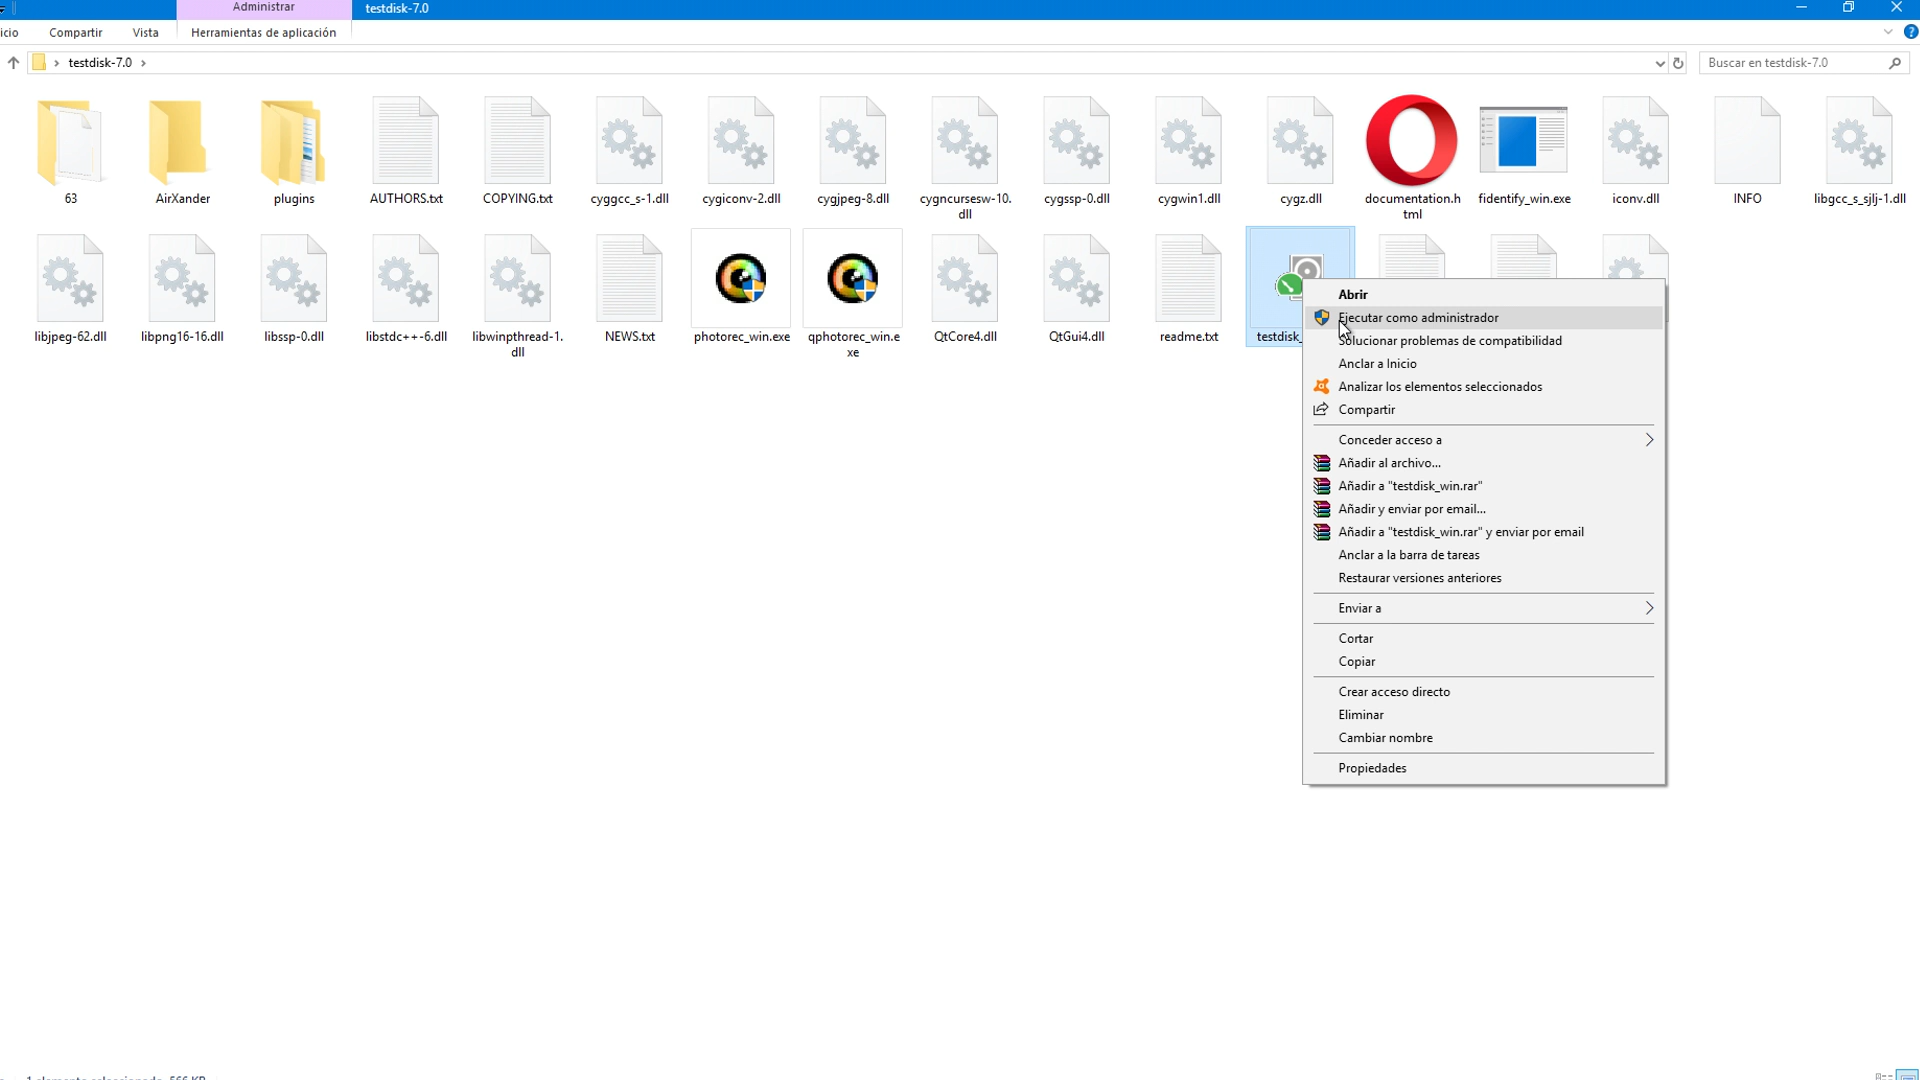 Administrar
testdisk-7.0
icio
Compartir
Vista
Herramientas de aplicación
testdisk-7.0
Buscar en testdisk-7.0
63
AirXander
plugins
AUTHORS.txt
COPYING.txt
cyggcc_s-1.dll
cygiconv-2.dll
cygjpeg-8.dll
cygncursesw-10.
dll
cygssp-0.dll
cygwin1.dll
cygz.dll
documentation.h
tml
fidentify_win.exe
iconv.dll
INFO
libgcc_s_sjlj-1.dll
libjpeg-62.dll
libpng16-16.dll
libssp-0.dll
libstdc++-6.dll
libwinpthread-1.
dll
NEWS.txt
photorec_win.exe
qphotorec_win.e
xe
QtCore4.dll
QtGui4.dll
readme.txt
testdisk_
Abrir
Ejecutar como administrador
Solucionar problemas de compatibilidad
Anclar a Inicio
Analizar los elementos seleccionados
Compartir
Conceder acceso a
Añadir al archivo...
Añadir a "testdisk_win.rar"
Añadir y enviar por email...
Añadir a "testdisk_win.rar" y enviar por email
Anclar a la barra de tareas
Restaurar versiones anteriores
Enviar a
Cortar
Copiar
Crear acceso directo
Eliminar
Cambiar nombre
Propiedades
1 elemento seleccionado 566 KB